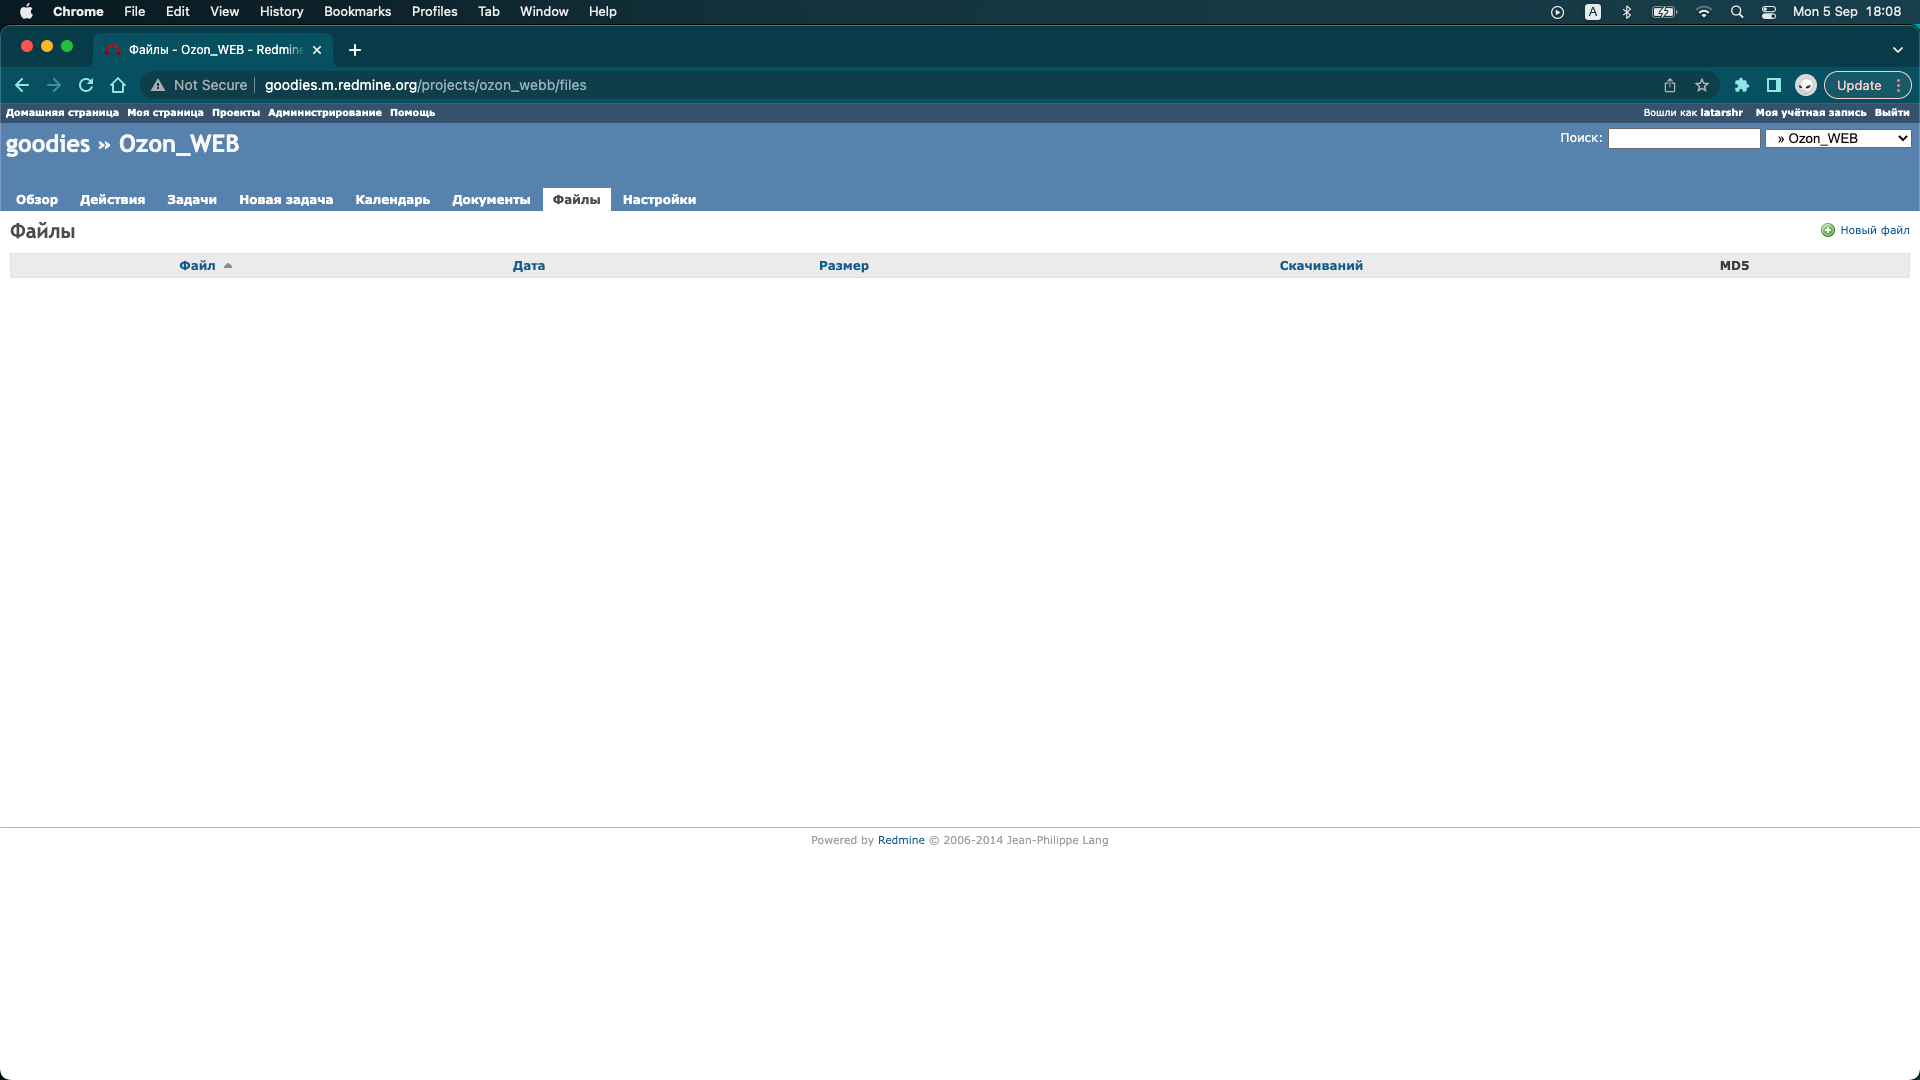 Chrome File Edit View History Bookmarks Profiles Tab Window Help A Mon 5 Sep 18:08
Файлы - Ozon_WEB - Redmine
Not Secure goodies.m.redmine.org/projects/ozon_webb/files Update
Домашняя страница Моя страница Проекты Администрирование Помощь Вошли как latarshr Моя учётная запись Выйти
goodies » Ozon_WEB Поиск: » Ozon_WEB
Обзор Действия Задачи Новая задача Календарь Документы Файлы Настройки
Файлы Новый файл
Файл Дата Размер Скачиваний MD5
Powered by Redmine © 2006-2014 Jean-Philippe Lang